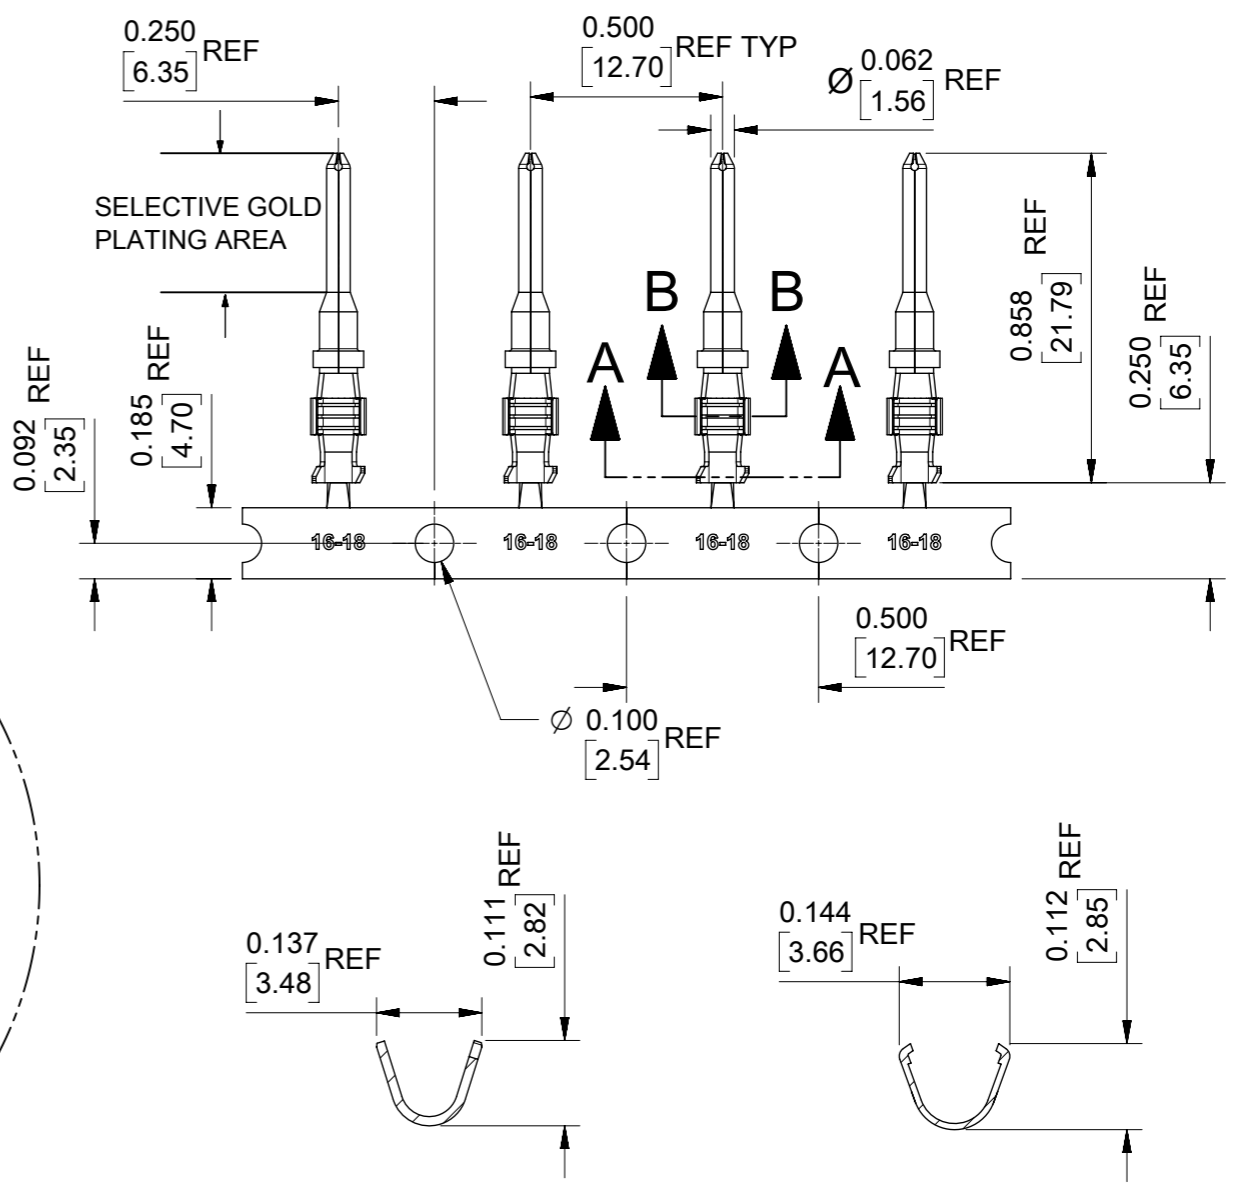 0.250
[6.35] REF
0.500
[12.70] REF TYP
Ø 0.062
[1.56] REF
SELECTIVE GOLD
PLATING AREA
B B
A A
0.858
[21.79] REF
0.250
[6.35] REF
0.092
[2.35] REF
0.185
[4.70] REF
16-18 16-18 16-18 16-18
0.500
[12.70] REF
Ø 0.100
[2.54] REF
0.137
[3.48] REF
0.111
[2.82] REF
0.144
[3.66] REF
0.112
[2.85] REF